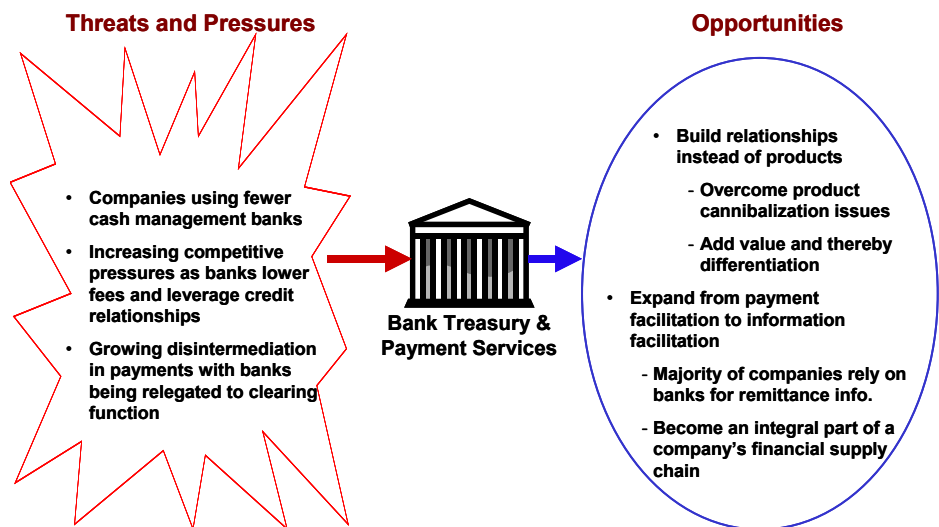 Threats and Pressures
• Companies using fewer
cash management banks
• Increasing competitive
pressures as banks lower
fees and leverage credit
relationships
• Growing disintermediation
in payments with banks
being relegated to clearing
function
Bank Treasury &
Payment Services
Opportunities
• Build relationships
instead of products
- Overcome product
cannibalization issues
- Add value and thereby
differentiation
• Expand from payment
facilitation to information
facilitation
- Majority of companies rely on
banks for remittance info.
- Become an integral part of a
company’s financial supply
chain